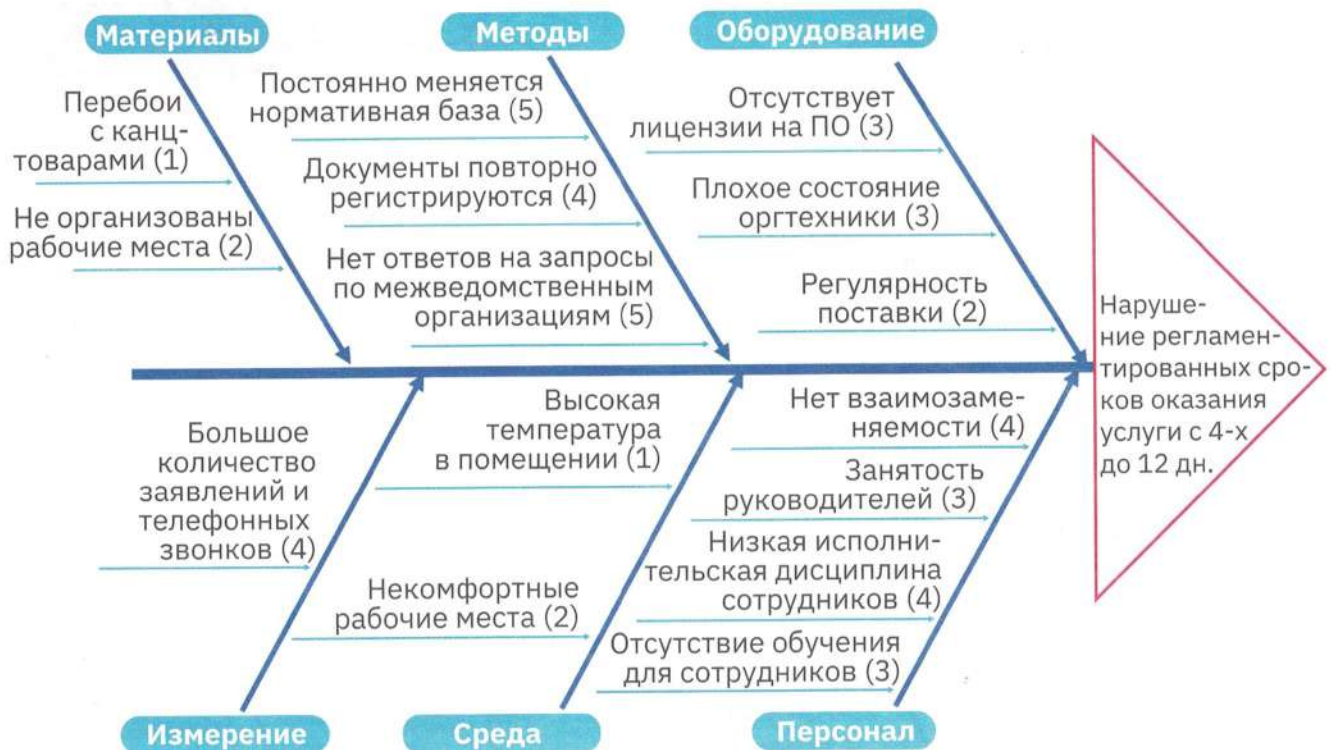 Материалы
Методы
Оборудование
Перебои
с канц-
товарами (1)
Не организованы
рабочие места (2)
Постоянно меняется
нормативная база (5)
Документы повторно
регистрируются (4)
Нет ответов на запросы
по межведомственным
организациям (5)
Отсутствует
лицензии на ПО (3)
Плохое состояние
оргтехники (3)
Регулярность
поставки (2)
Наруше-
ние регламен-
тированных сро-
ков оказания
услуги с 4-х
до 12 дн.
Большое
количество
заявлений и
телефонных
звонков (4)
Высокая
температура
в помещении (1)
Некомфортные
рабочие места (2)
Нет взаимозаме-
няемости (4)
Занятость
руководителей (3)
Низкая исполни-
тельская дисциплина
сотрудников (4)
Отсутствие обучения
для сотрудников (3)
Измерение
Среда
Персонал